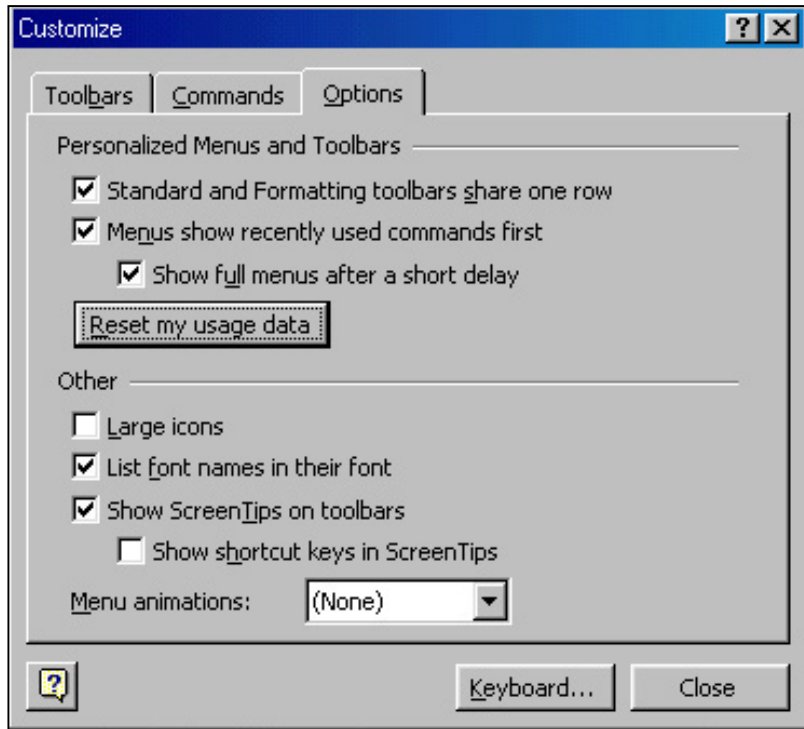 Customize
Toolbars Commands Options
Personalized Menus and Toolbars
Standard and Formatting toolbars share one row
Menus show recently used commands first
Show full menus after a short delay
Reset my usage data
Other
Large icons
List font names in their font
Show ScreenTips on toolbars
Show shortcut keys in ScreenTips
Menu animations: (None)
Keyboard... Close